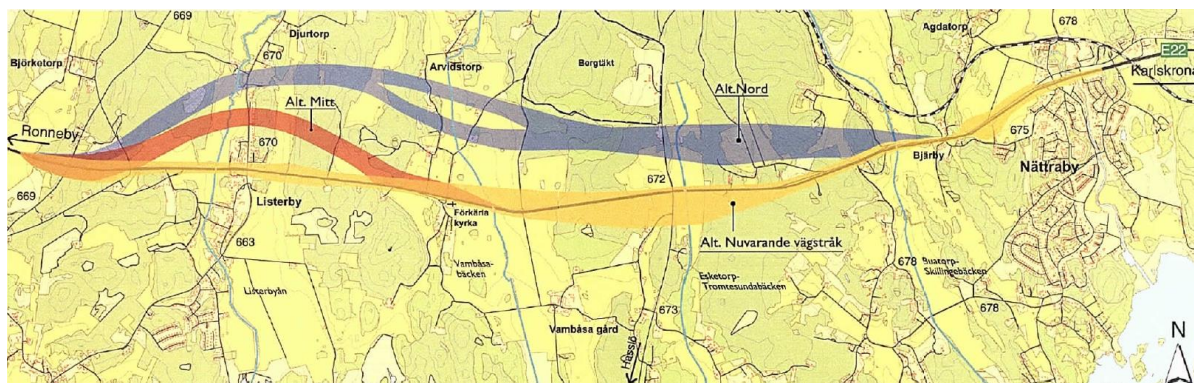 669
Djurtorp
Björketorp
670
Arvidstorp
Bergtäkt
Agdatorp
678
E22
Karlskrona
Alt. Mitt
Alt.Nord
Ronneby
670
675
Bjärby
Nättraby
669
Listerby
672
Förkärla
kyrka
Alt. Nuvarande vägstråk
663
Vambåsa-
bäcken
Listerbyån
Esketorp-
Tromtesundabäcken
678
Skillingebäcken
678
673
Vambåsa gård
Hässjö
N